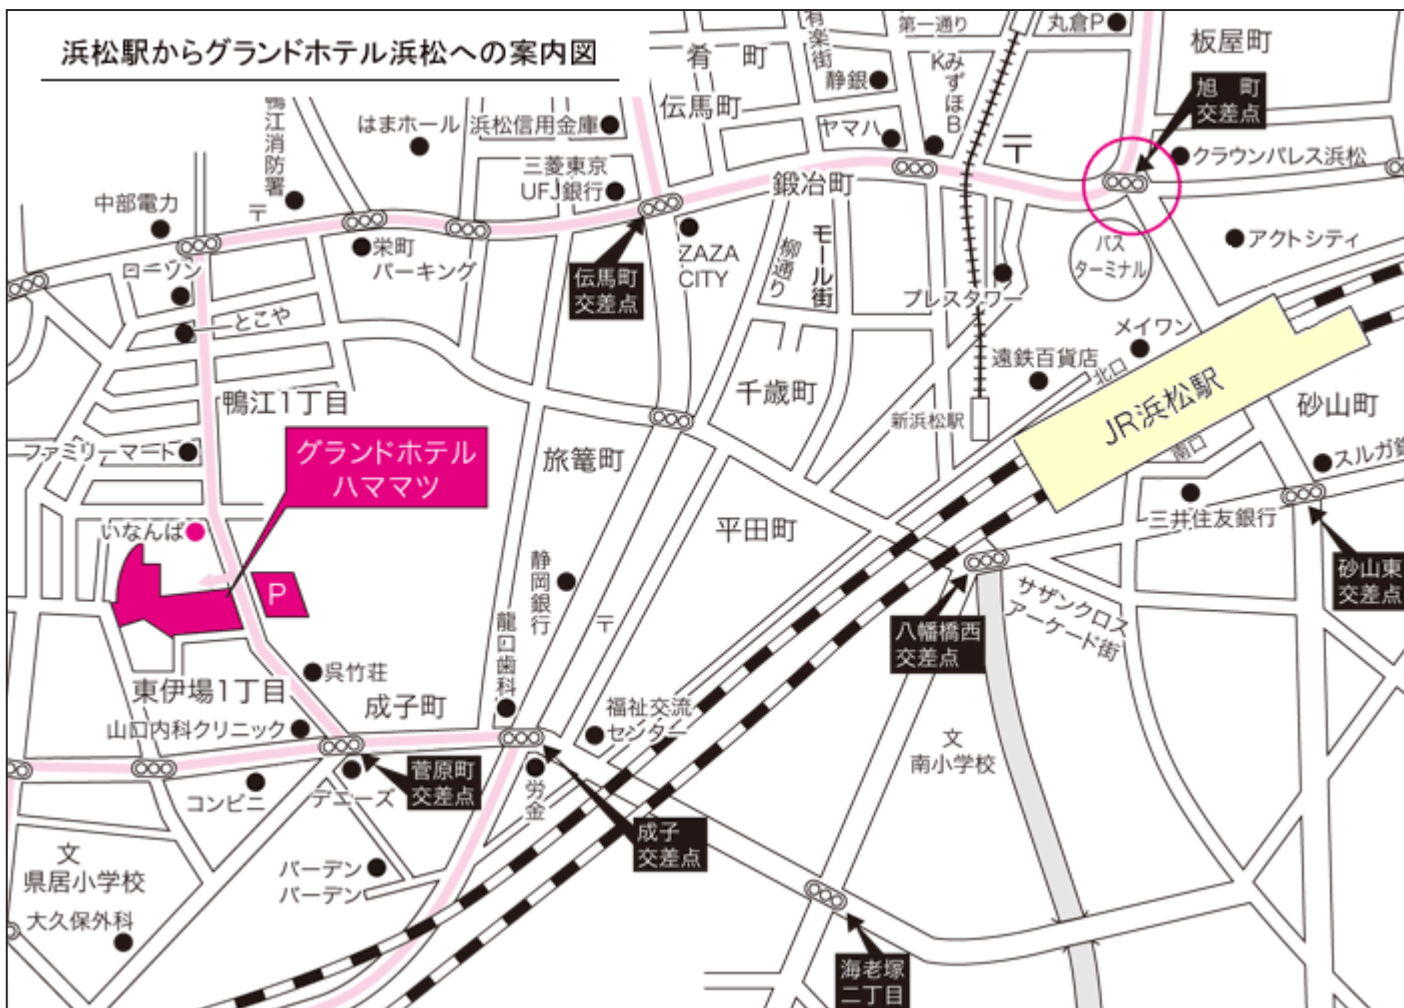 浜松駅からグランドホテル浜松への案内図
肴町
有楽街
第一通り
丸倉P
板屋町
静銀
みずほBK
旭町
交差点
伝馬町
鴨江消防署
はまホール
浜松信用金庫
ヤマハ
〒
クラウンパレス浜松
三菱東京
UFJ銀行
鍛冶町
中部電力
〒
栄町
パーキング
ZAZA
CITY
柳通り
モール街
バス
ターミナル
アクトシティ
ローソン
伝馬町
交差点
プレスタワー
とこや
メイワン
遠鉄百貨店
北口
JR浜松駅
千歳町
鴨江1丁目
新浜松駅
砂山町
南口
ファミリーマート
グランドホテル
ハママツ
旅篭町
スルガ銀
平田町
三井住友銀行
いなんば
静岡銀行
P
砂山東
交差点
サザンクロス
アーケード街
龍口歯科
〒
八幡橋西
交差点
呉竹荘
東伊場1丁目
成子町
福祉交流
センター
山口内科クリニック
文
南小学校
菅原町
交差点
コンビニ
デニーズ
労金
成子
交差点
文
県居小学校
バーデン
バーデン
大久保外科
海老塚
二丁目